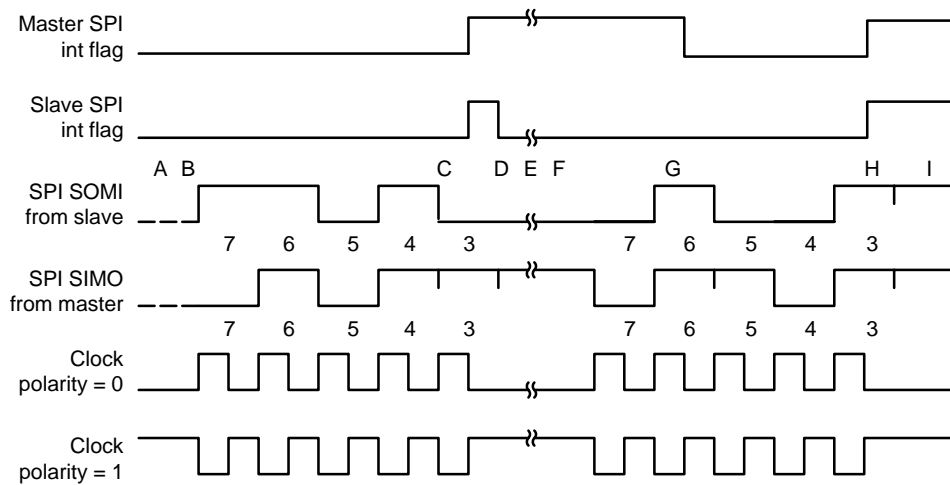 Master SPI
int flag
Slave SPI
int flag
A B C D E F G H I
SPI SOMI
from slave
7 6 5 4 3 7 6 5 4 3
SPI SIMO
from master
7 6 5 4 3 7 6 5 4 3
Clock
polarity = 0
Clock
polarity = 1